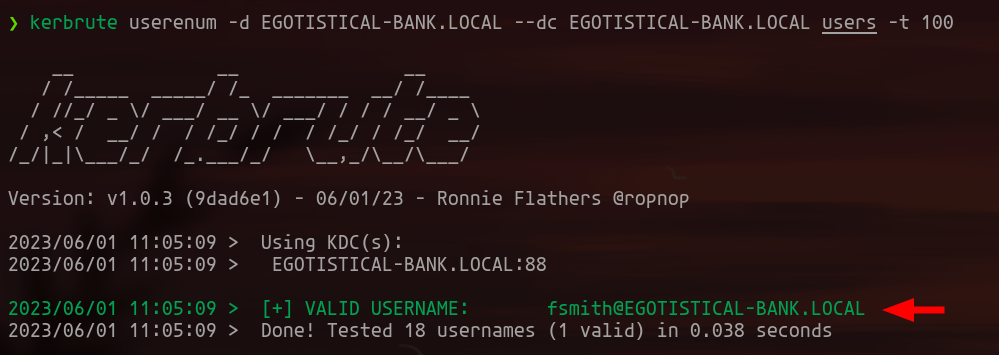 ❯ kerbrute userenum -d EGOTISTICAL-BANK.LOCAL --dc EGOTISTICAL-BANK.LOCAL users -t 100
    __             __               __
   / /_____  _____/ /_  _______  __/ /____
  / //_/ _ \/ ___/ __ \/ ___/ / / / __/ _ \
 / ,< /  __/ /  / /_/ / /  / /_/ / /_/  __/
/_/|_|\___/_/  /_.___/_/   \__,_/\__/\___/
Version: v1.0.3 (9dad6e1) - 06/01/23 - Ronnie Flathers @ropnop
2023/06/01 11:05:09 >  Using KDC(s):
2023/06/01 11:05:09 >   EGOTISTICAL-BANK.LOCAL:88
2023/06/01 11:05:09 >  [+] VALID USERNAME:       fsmith@EGOTISTICAL-BANK.LOCAL
2023/06/01 11:05:09 >  Done! Tested 18 usernames (1 valid) in 0.038 seconds